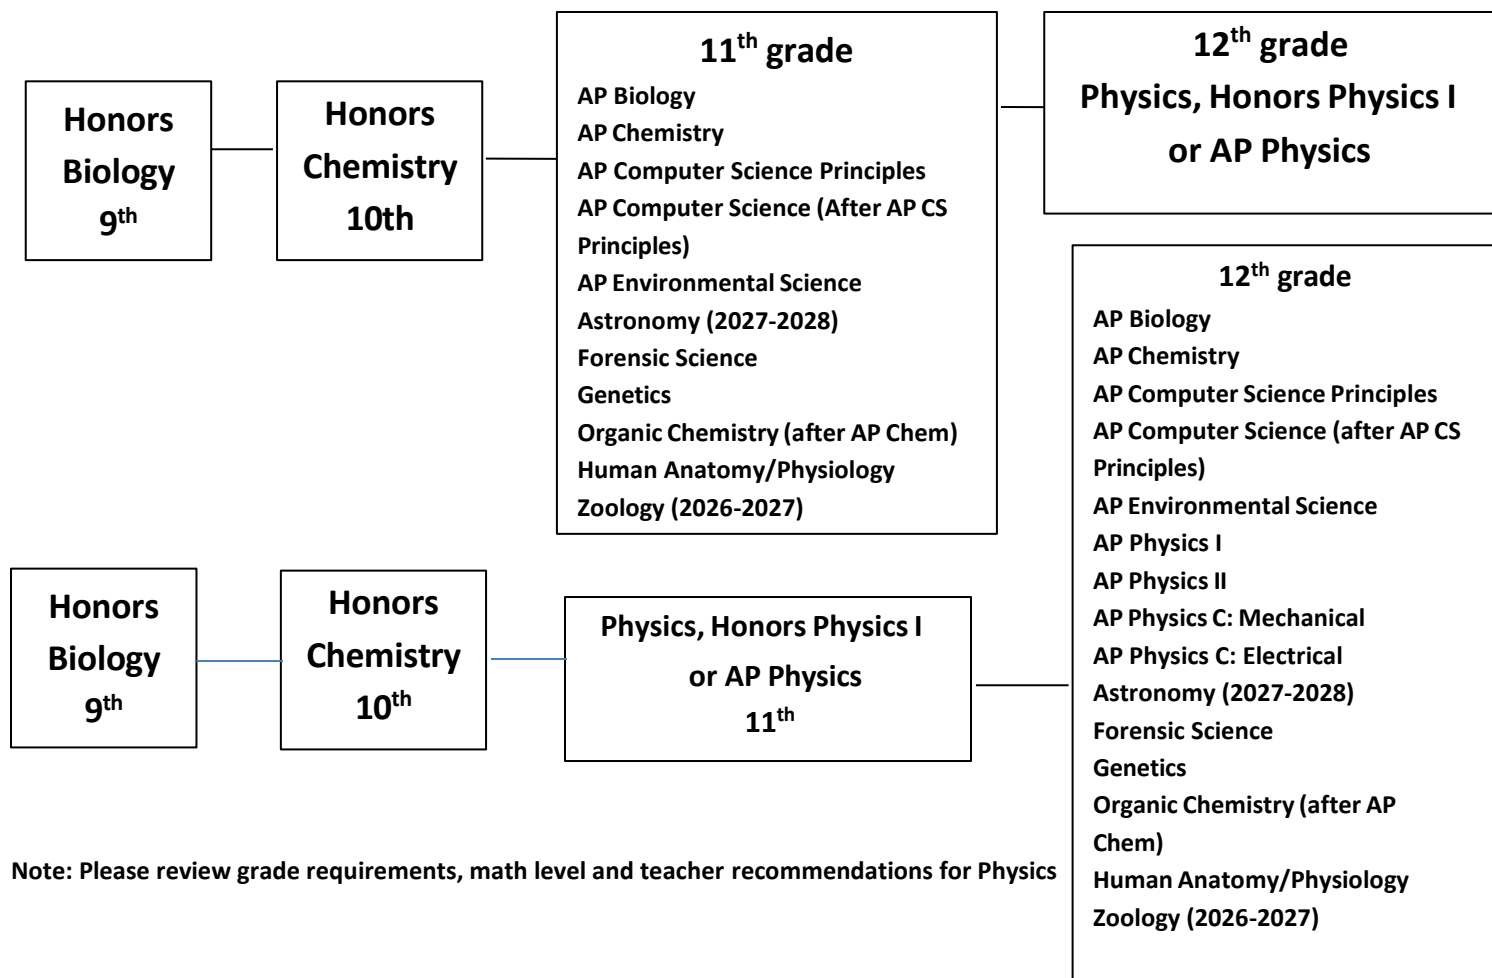 Honors
Biology
9th
Honors
Chemistry
10th
11th grade
AP Biology
AP Chemistry
AP Computer Science Principles
AP Computer Science (After AP CS
Principles)
AP Environmental Science
Astronomy (2027-2028)
Forensic Science
Genetics
Organic Chemistry (after AP Chem)
Human Anatomy/Physiology
Zoology (2026-2027)
12th grade
Physics, Honors Physics I
or AP Physics
Honors
Biology
9th
Honors
Chemistry
10th
Physics, Honors Physics I
or AP Physics
11th
12th grade
AP Biology
AP Chemistry
AP Computer Science Principles
AP Computer Science (after AP CS
Principles)
AP Environmental Science
AP Physics I
AP Physics II
AP Physics C: Mechanical
AP Physics C: Electrical
Astronomy (2027-2028)
Forensic Science
Genetics
Organic Chemistry (after AP
Chem)
Human Anatomy/Physiology
Zoology (2026-2027)
Note: Please review grade requirements, math level and teacher recommendations for Physics